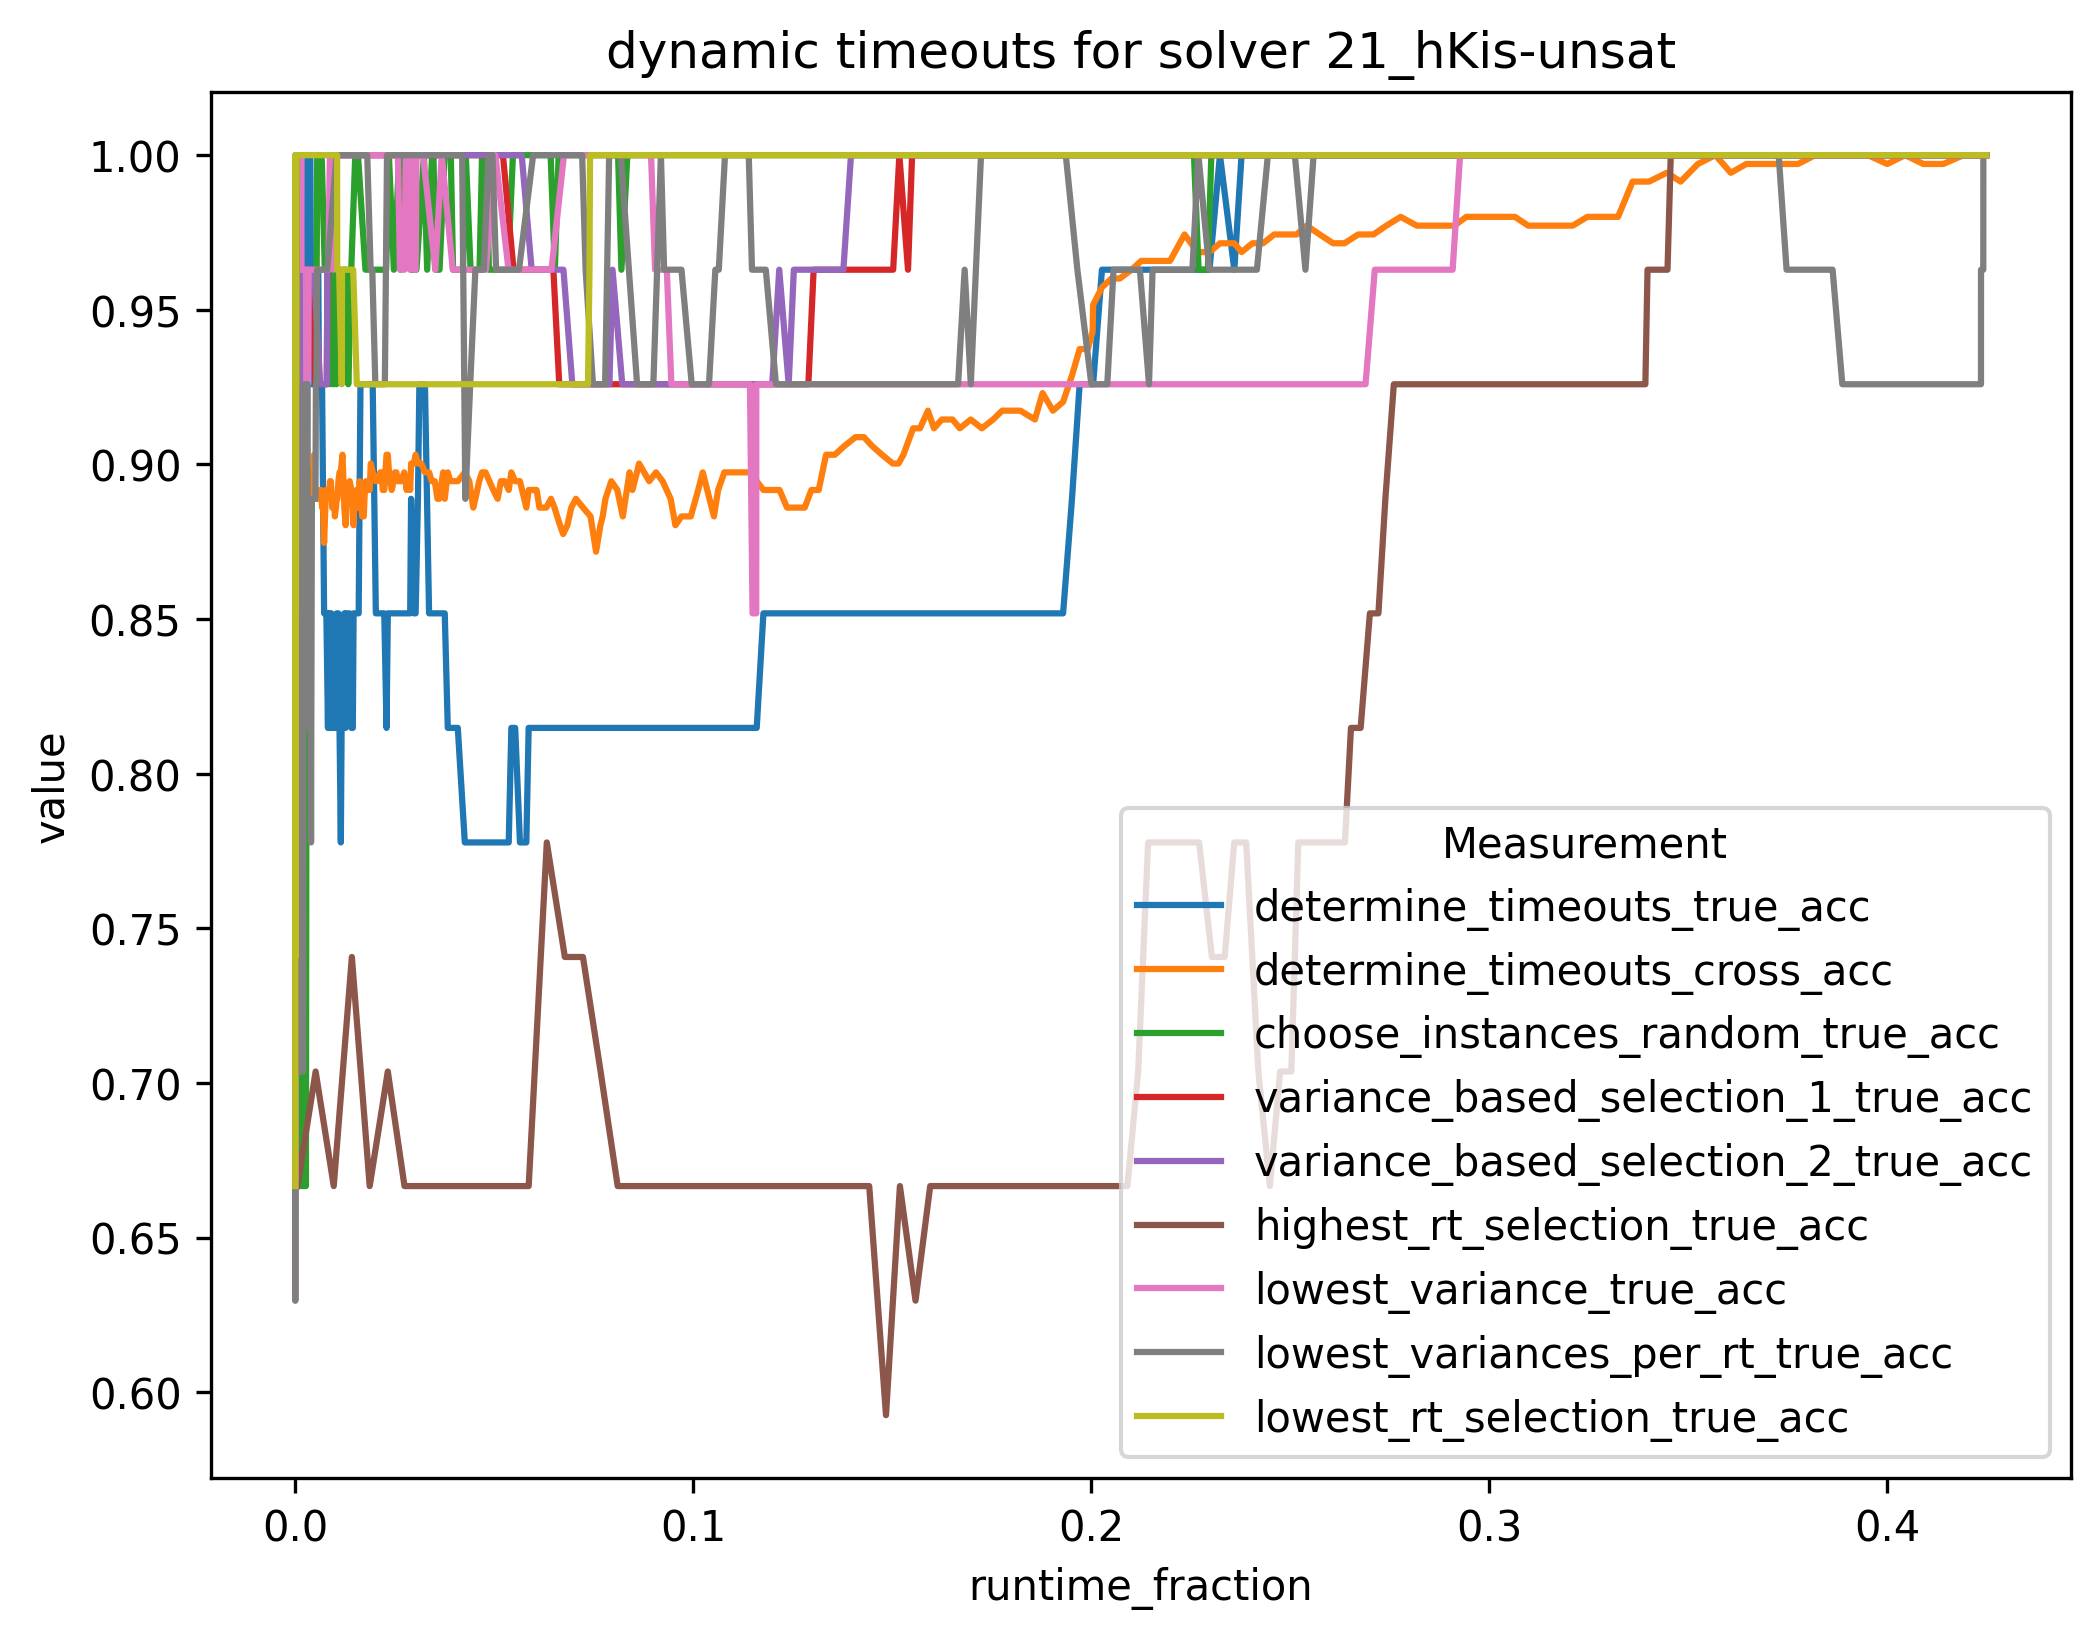 dynamic timeouts for solver 21_hKis-unsat
1.00
0.95
0.90
0.85
0.80
0.75
0.70
0.65
0.60
value
Measurement
determine_timeouts_true_acc
determine_timeouts_cross_acc
choose_instances_random_true_acc
variance_based_selection_1_true_acc
variance_based_selection_2_true_acc
highest_rt_selection_true_acc
lowest_variance_true_acc
lowest_variances_per_rt_true_acc
lowest_rt_selection_true_acc
0.0 0.1 0.2 0.3 0.4
runtime_fraction